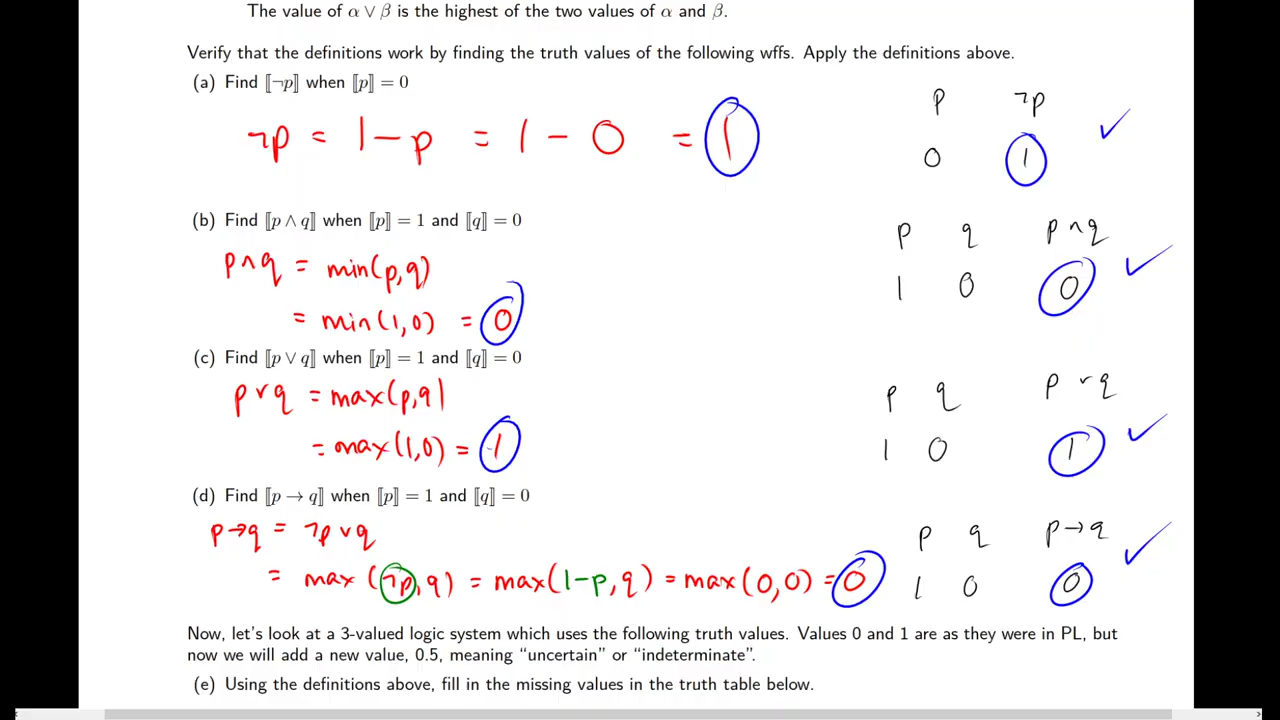 The value of α ∨ β is the highest of the two values of α and β.
Verify that the definitions work by finding the truth values of the following wffs. Apply the definitions above.
(a) Find ⟦¬p⟧ when ⟦p⟧ = 0
¬p = 1 - p = 1 - 0 = 1
p ¬p
0 1 ✓
(b) Find ⟦p ∧ q⟧ when ⟦p⟧ = 1 and ⟦q⟧ = 0
p∧q = min(p,q)
= min(1,0) = 0
p q p∧q
1 0 0 ✓
(c) Find ⟦p ∨ q⟧ when ⟦p⟧ = 1 and ⟦q⟧ = 0
p∨q = max(p,q)
= max(1,0) = 1
p q p∨q
1 0 1 ✓
(d) Find ⟦p → q⟧ when ⟦p⟧ = 1 and ⟦q⟧ = 0
p→q = ¬p∨q
= max(¬p,q) = max(1-p,q) = max(0,0) = 0
p q p→q
1 0 0 ✓
Now, let's look at a 3-valued logic system which uses the following truth values. Values 0 and 1 are as they were in PL, but
now we will add a new value, 0.5, meaning “uncertain” or “indeterminate”.
(e) Using the definitions above, fill in the missing values in the truth table below.